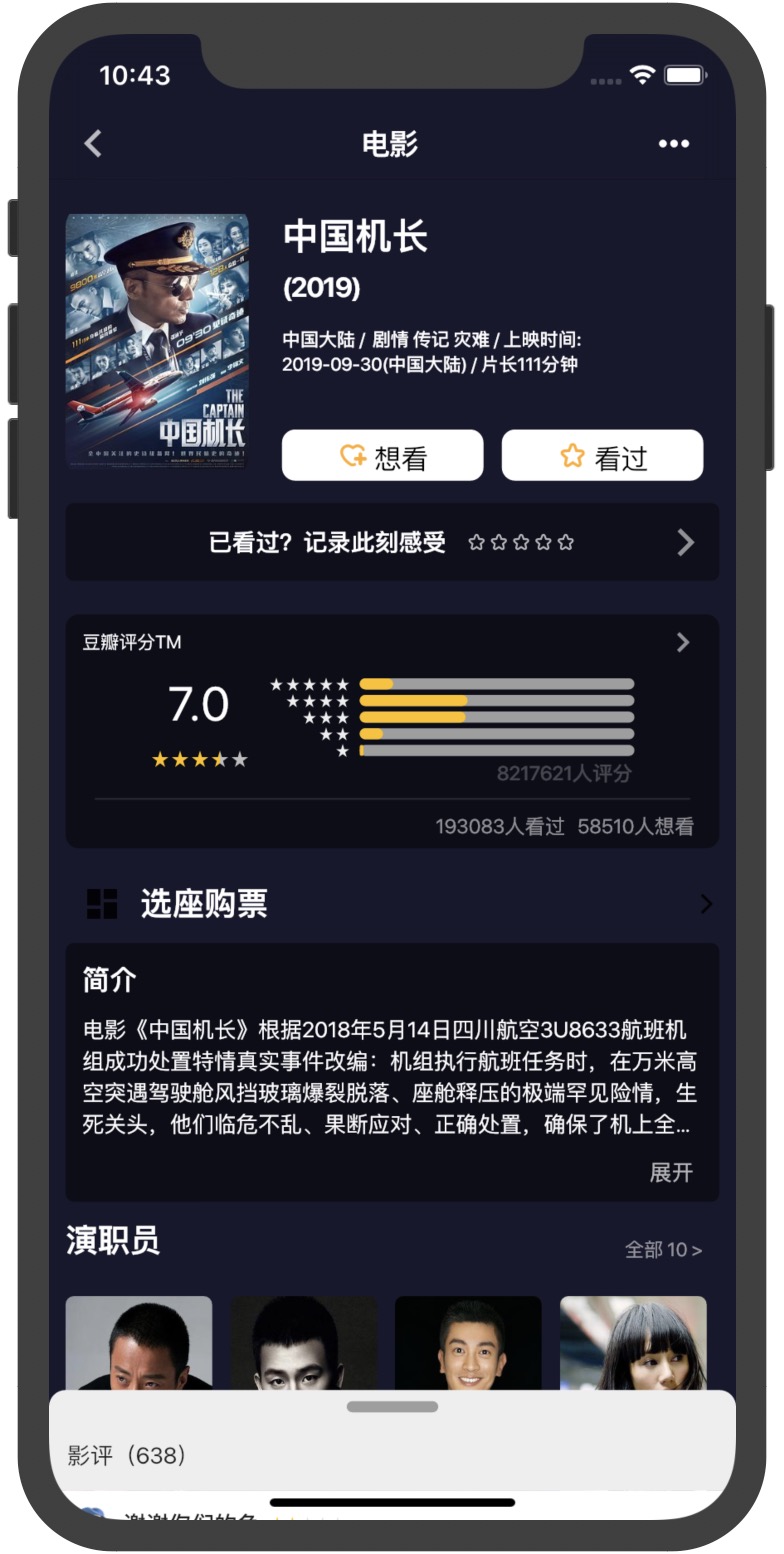 10:43
电影
中国机长
(2019)
中国大陆 / 剧情 传记 灾难 / 上映时间:
2019-09-30(中国大陆) / 片长111分钟
THE
CAPTAIN
中国机长
想看
看过
已看过? 记录此刻感受
豆瓣评分TM
7.0
8217621人评分
193083人看过 58510人想看
选座购票
简介
电影《中国机长》根据2018年5月14日四川航空3U8633航班机
组成功处置特情真实事件改编：机组执行航班任务时，在万米高
空突遇驾驶舱风挡玻璃爆裂脱落、座舱释压的极端罕见险情，生
死关头，他们临危不乱、果断应对、正确处置，确保了机上全...
展开
演职员
全部 10 >
影评（638）